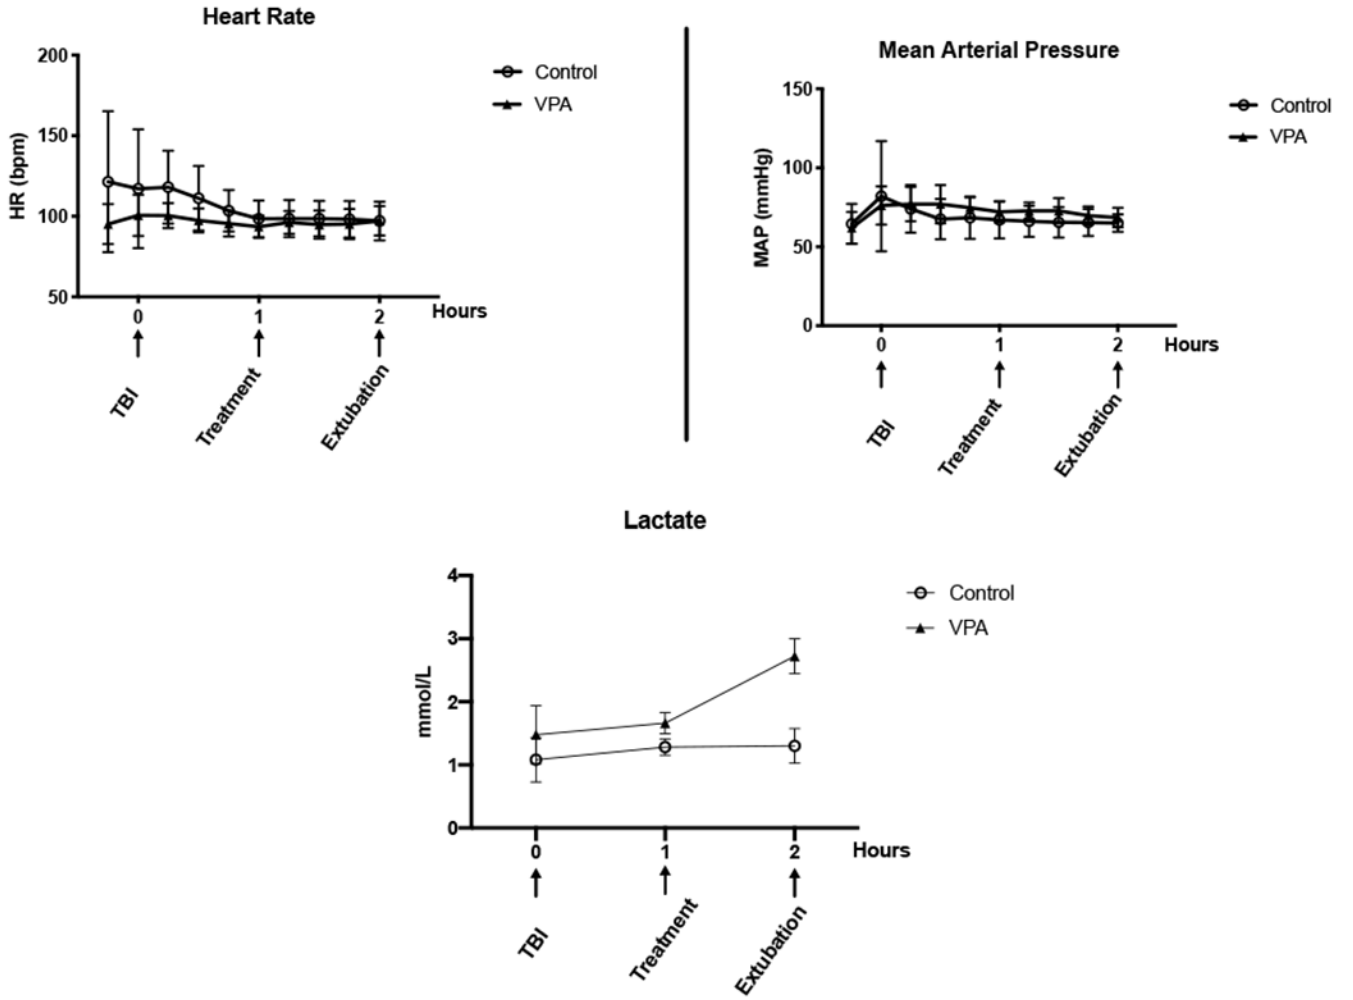 Heart Rate
200
150
100
50
HR (bpm)
Control
VPA
0
1
2
Hours
TBI
Treatment
Extubation
Mean Arterial Pressure
150
100
50
0
MAP (mmHg)
Control
VPA
0
1
2
Hours
TBI
Treatment
Extubation
Lactate
4
3
2
1
0
mmol/L
Control
VPA
0
1
2
Hours
TBI
Treatment
Extubation